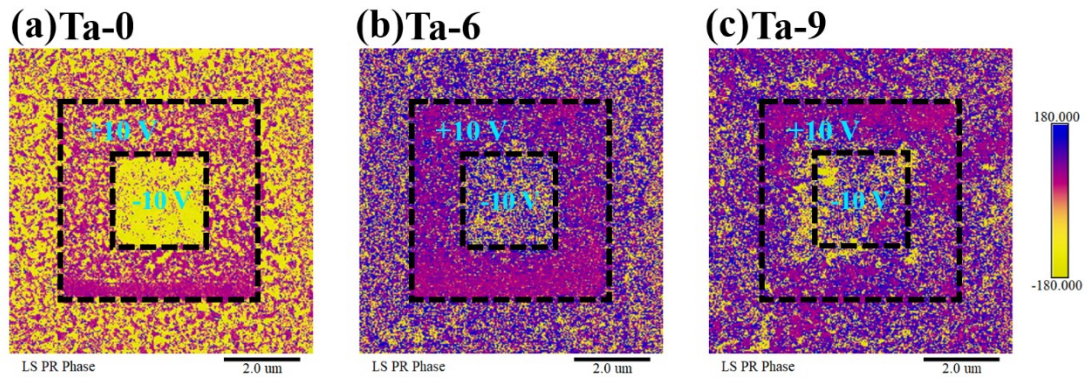 (a)Ta-0
(b)Ta-6
(c)Ta-9
+10 V
-10 V
+10 V
-10 V
+10 V
-10 V
180.000
-180.000
LS PR Phase
2.0 um
LS PR Phase
2.0 um
LS PR Phase
2.0 um